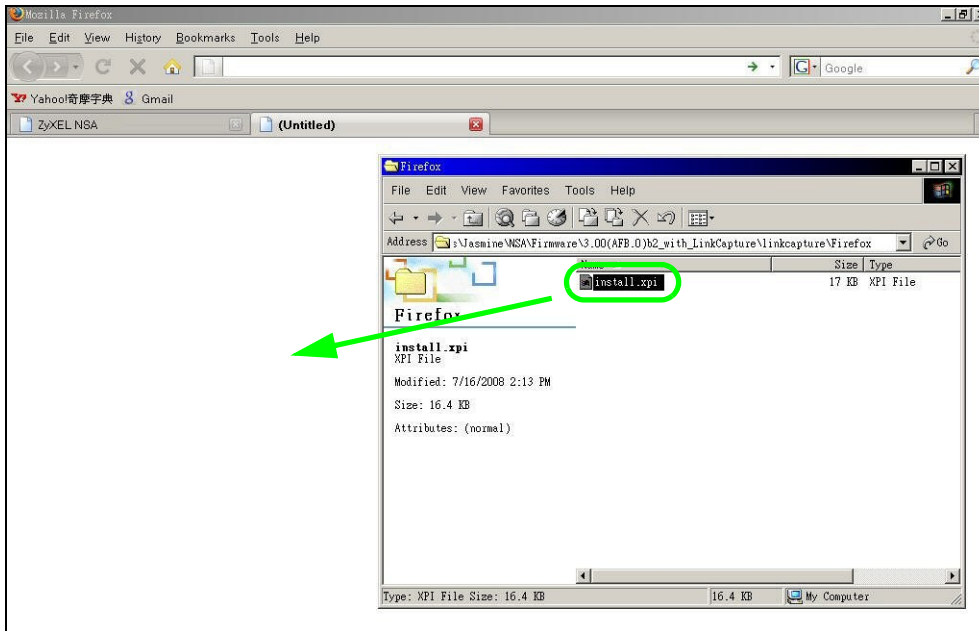 Mozilla Firefox
File Edit View History Bookmarks Tools Help
G Google
Yahoo!奇摩字典 Gmail
ZyXEL NSA (Untitled)
Firefox
File Edit View Favorites Tools Help
Address :\Jasmine\NSA\Firmware\3.00(AFB.0)b2_with_LinkCapture\linkcapture\Firefox Go
Name Size Type
install.xpi 17 KB XPI File
Firefox
install.xpi
XPI File
Modified: 7/16/2008 2:13 PM
Size: 16.4 KB
Attributes: (normal)
Type: XPI File Size: 16.4 KB 16.4 KB My Computer